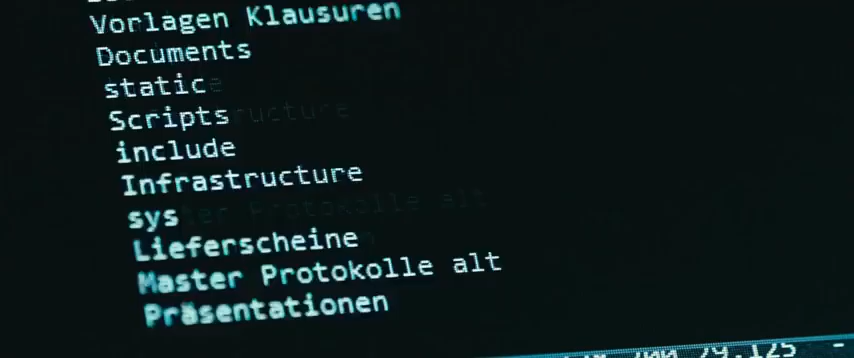 Vorlagen Klausuren
Documents
static
Scripts
include
Infrastructure
sys
Lieferscheine
Master Protokolle alt
Präsentationen